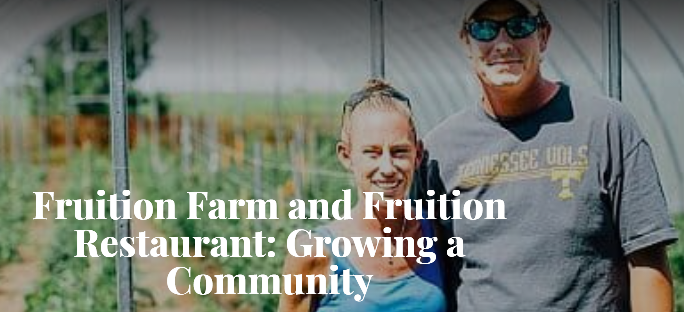 TENNESSEE VOLS
T
Fruition Farm and Fruition
Restaurant: Growing a
Community